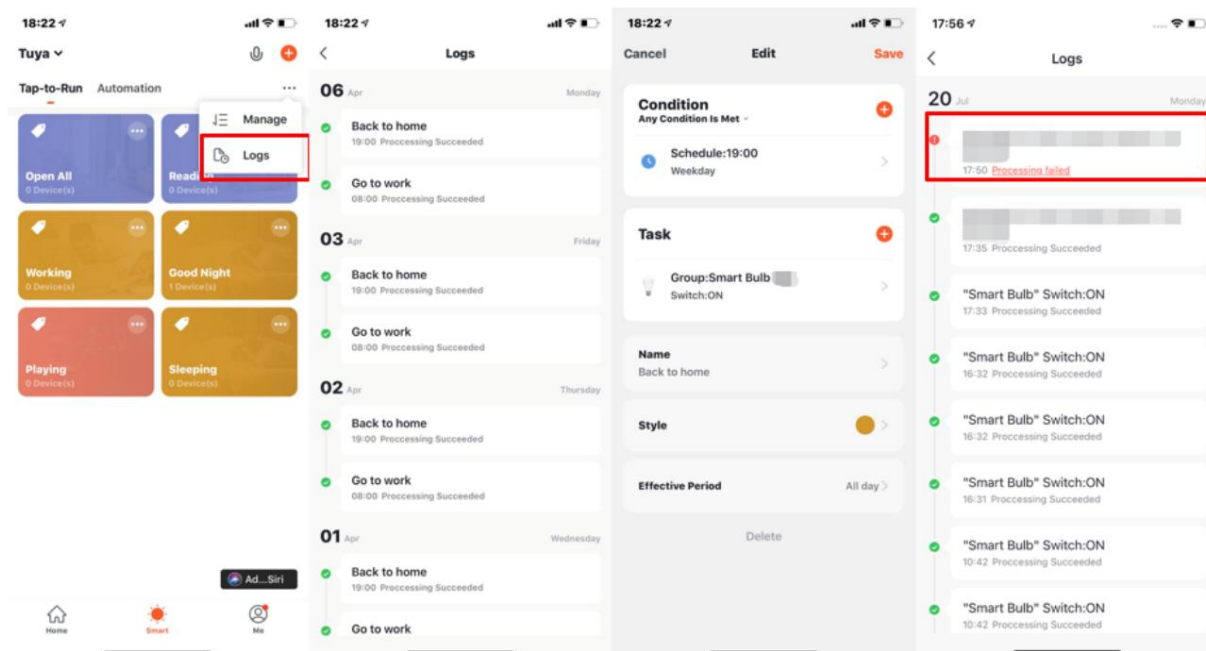 18:22
Tuya
Tap-to-Run Automation ...
Manage
Logs
Open All
0 Device(s)
0 Device(s)
Working
0 Device(s)
Good Night
1 Device(s)
Playing
0 Device(s)
Sleeping
0 Device(s)
Ad...Siri
Home Smart Me
18:22
Logs
06 Apr Monday
Back to home
19:00 Proccessing Succeeded
Go to work
08:00 Proccessing Succeeded
03 Apr Friday
Back to home
19:00 Proccessing Succeeded
Go to work
08:00 Proccessing Succeeded
02 Apr Thursday
Back to home
19:00 Proccessing Succeeded
Go to work
08:00 Proccessing Succeeded
01 Apr Wednesday
Back to home
19:00 Proccessing Succeeded
Go to work
18:22
Cancel Edit Save
Condition
Any Condition Is Met
Schedule:19:00
Weekday
Task
Group:Smart Bulb
Switch:ON
Name
Back to home
Style
Effective Period All day
Delete
17:56
Logs
20 Jul Monday
17:50 Processing failed
17:35 Proccessing Succeeded
"Smart Bulb" Switch:ON
17:33 Proccessing Succeeded
"Smart Bulb" Switch:ON
16:32 Proccessing Succeeded
"Smart Bulb" Switch:ON
16:32 Proccessing Succeeded
"Smart Bulb" Switch:ON
16:31 Proccessing Succeeded
"Smart Bulb" Switch:ON
10:42 Proccessing Succeeded
"Smart Bulb" Switch:ON
10:42 Proccessing Succeeded